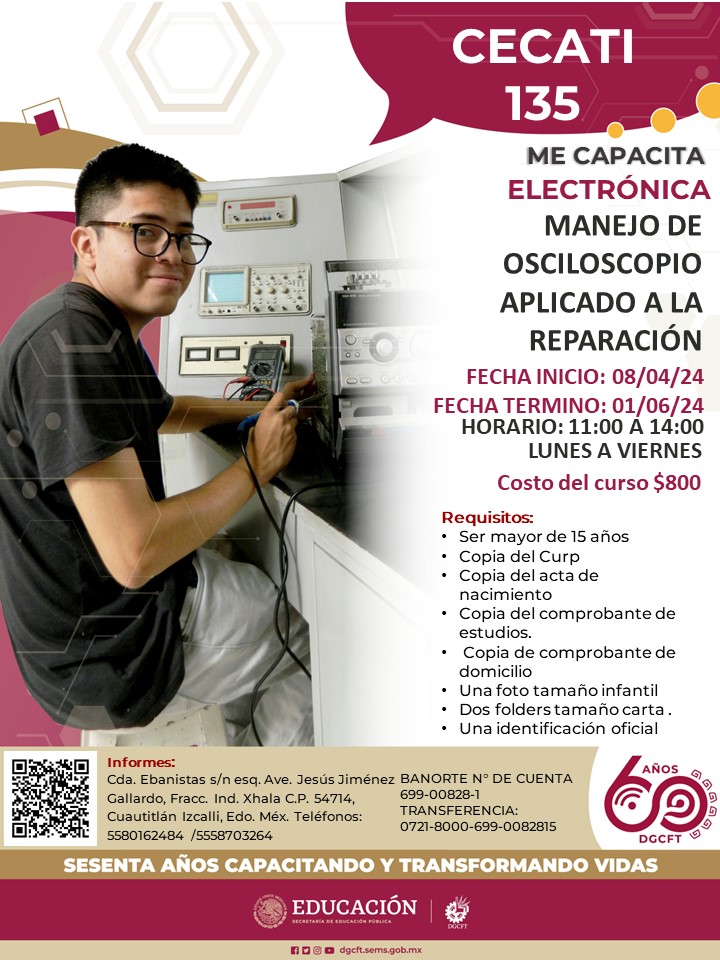 CECATI
135
ME CAPACITA
ELECTRÓNICA
MANEJO DE
OSCILOSCOPIO
APLICADO A LA
REPARACIÓN
FECHA INICIO: 08/04/24
FECHA TERMINO: 01/06/24
HORARIO: 11:00 A 14:00
LUNES A VIERNES
Costo del curso $800
Requisitos:
• Ser mayor de 15 años
• Copia del Curp
• Copia del acta de
nacimiento
• Copia del comprobante de
estudios.
• Copia de comprobante de
domicilio
• Una foto tamaño infantil
• Dos folders tamaño carta .
• Una identificación oficial
Informes:
Cda. Ebanistas s/n esq. Ave. Jesús Jiménez
Gallardo, Fracc. Ind. Xhala C.P. 54714,
Cuautitlán Izcalli, Edo. Méx. Teléfonos:
5580162484 /5558703264
BANORTE N° DE CUENTA
699-00828-1
TRANSFERENCIA:
0721-8000-699-0082815
60 AÑOS
DGCFT
SESENTA AÑOS CAPACITANDO Y TRANSFORMANDO VIDAS
EDUCACIÓN
SECRETARÍA DE EDUCACIÓN PÚBLICA
DGCFT
dgcft.sems.gob.mx